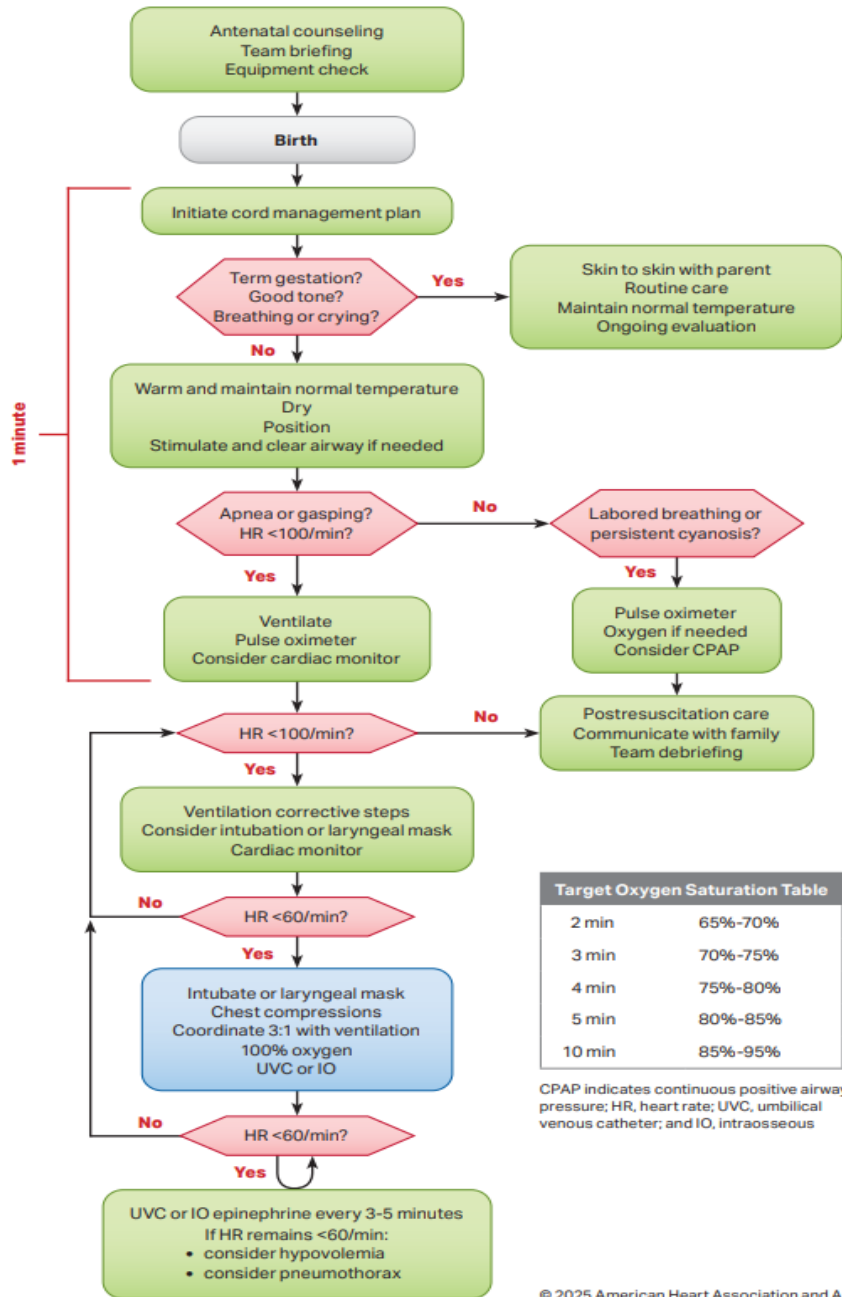 Antenatal counseling
Team briefing
Equipment check
Birth
Initiate cord management plan
Term gestation?
Good tone?
Breathing or crying?
Yes
Skin to skin with parent
Routine care
Maintain normal temperature
Ongoing evaluation
No
Warm and maintain normal temperature
Dry
Position
Stimulate and clear airway if needed
1 minute
Apnea or gasping?
HR <100/min?
No
Labored breathing or
persistent cyanosis?
Yes
Yes
Ventilate
Pulse oximeter
Consider cardiac monitor
Pulse oximeter
Oxygen if needed
Consider CPAP
HR <100/min?
No
Postresuscitation care
Communicate with family
Team debriefing
Yes
Ventilation corrective steps
Consider intubation or laryngeal mask
Cardiac monitor
No
HR <60/min?
Yes
Intubate or laryngeal mask
Chest compressions
Coordinate 3:1 with ventilation
100% oxygen
UVC or IO
No
HR <60/min?
Yes
UVC or IO epinephrine every 3-5 minutes
If HR remains <60/min:
• consider hypovolemia
• consider pneumothorax
Target Oxygen Saturation Table
2 min 65%-70%
3 min 70%-75%
4 min 75%-80%
5 min 80%-85%
10 min 85%-95%
CPAP indicates continuous positive airway
pressure; HR, heart rate; UVC, umbilical
venous catheter; and IO, intraosseous
© 2025 American Heart Association and A